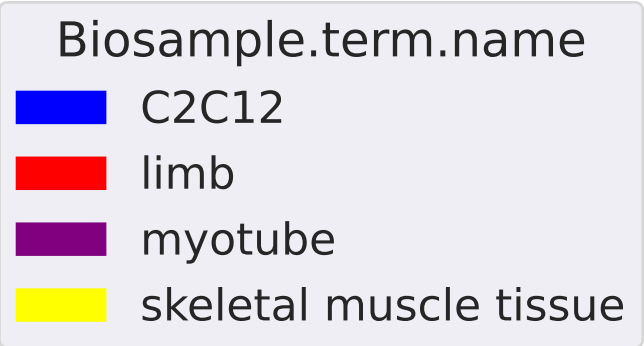 Biosample.term.name
C2C12
limb
myotube
skeletal muscle tissue